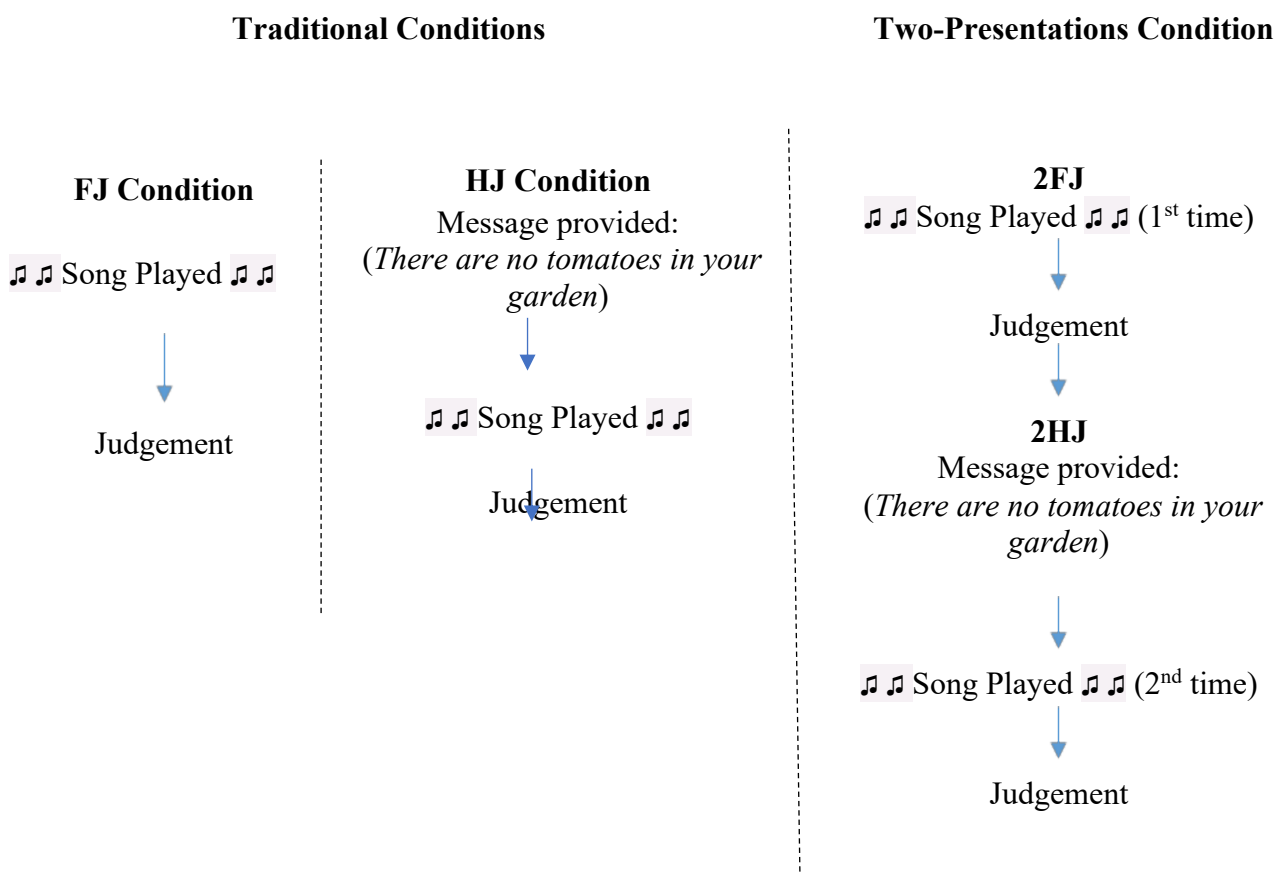 Traditional Conditions
Two-Presentations Condition
FJ Condition
♫ ♫ Song Played ♫ ♫
Judgement
HJ Condition
Message provided:
(There are no tomatoes in your
garden)
♫ ♫ Song Played ♫ ♫
Judgement
2FJ
♫ ♫ Song Played ♫ ♫ (1st time)
Judgement
2HJ
Message provided:
(There are no tomatoes in your
garden)
♫ ♫ Song Played ♫ ♫ (2nd time)
Judgement